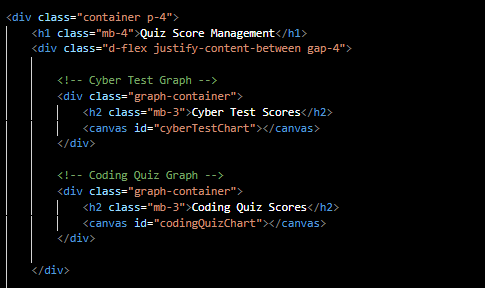 <div class="container p-4">
<h1 class="mb-4">Quiz Score Management</h1>
<div class="d-flex justify-content-between gap-4">
<!-- Cyber Test Graph -->
<div class="graph-container">
<h2 class="mb-3">Cyber Test Scores</h2>
<canvas id="cyberTestChart"></canvas>
</div>
<!-- Coding Quiz Graph -->
<div class="graph-container">
<h2 class="mb-3">Coding Quiz Scores</h2>
<canvas id="codingQuizChart"></canvas>
</div>
</div>